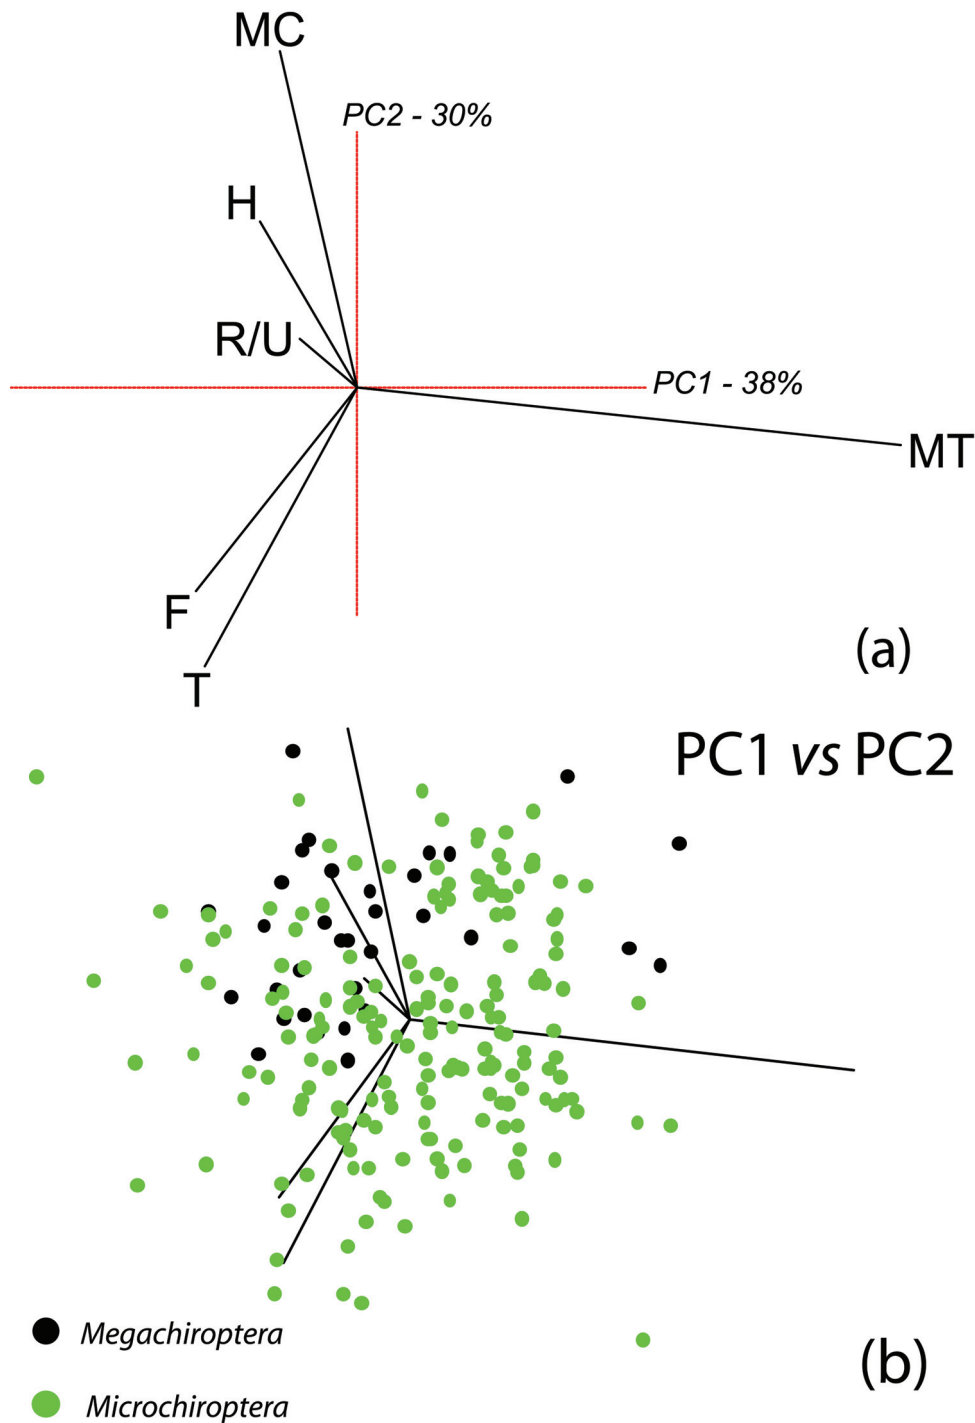 MC
PC2 - 30%
H
R/U
PC1 - 38%
MT
F
T
(a)
PC1 vs PC2
Megachiroptera
Microchiroptera
(b)